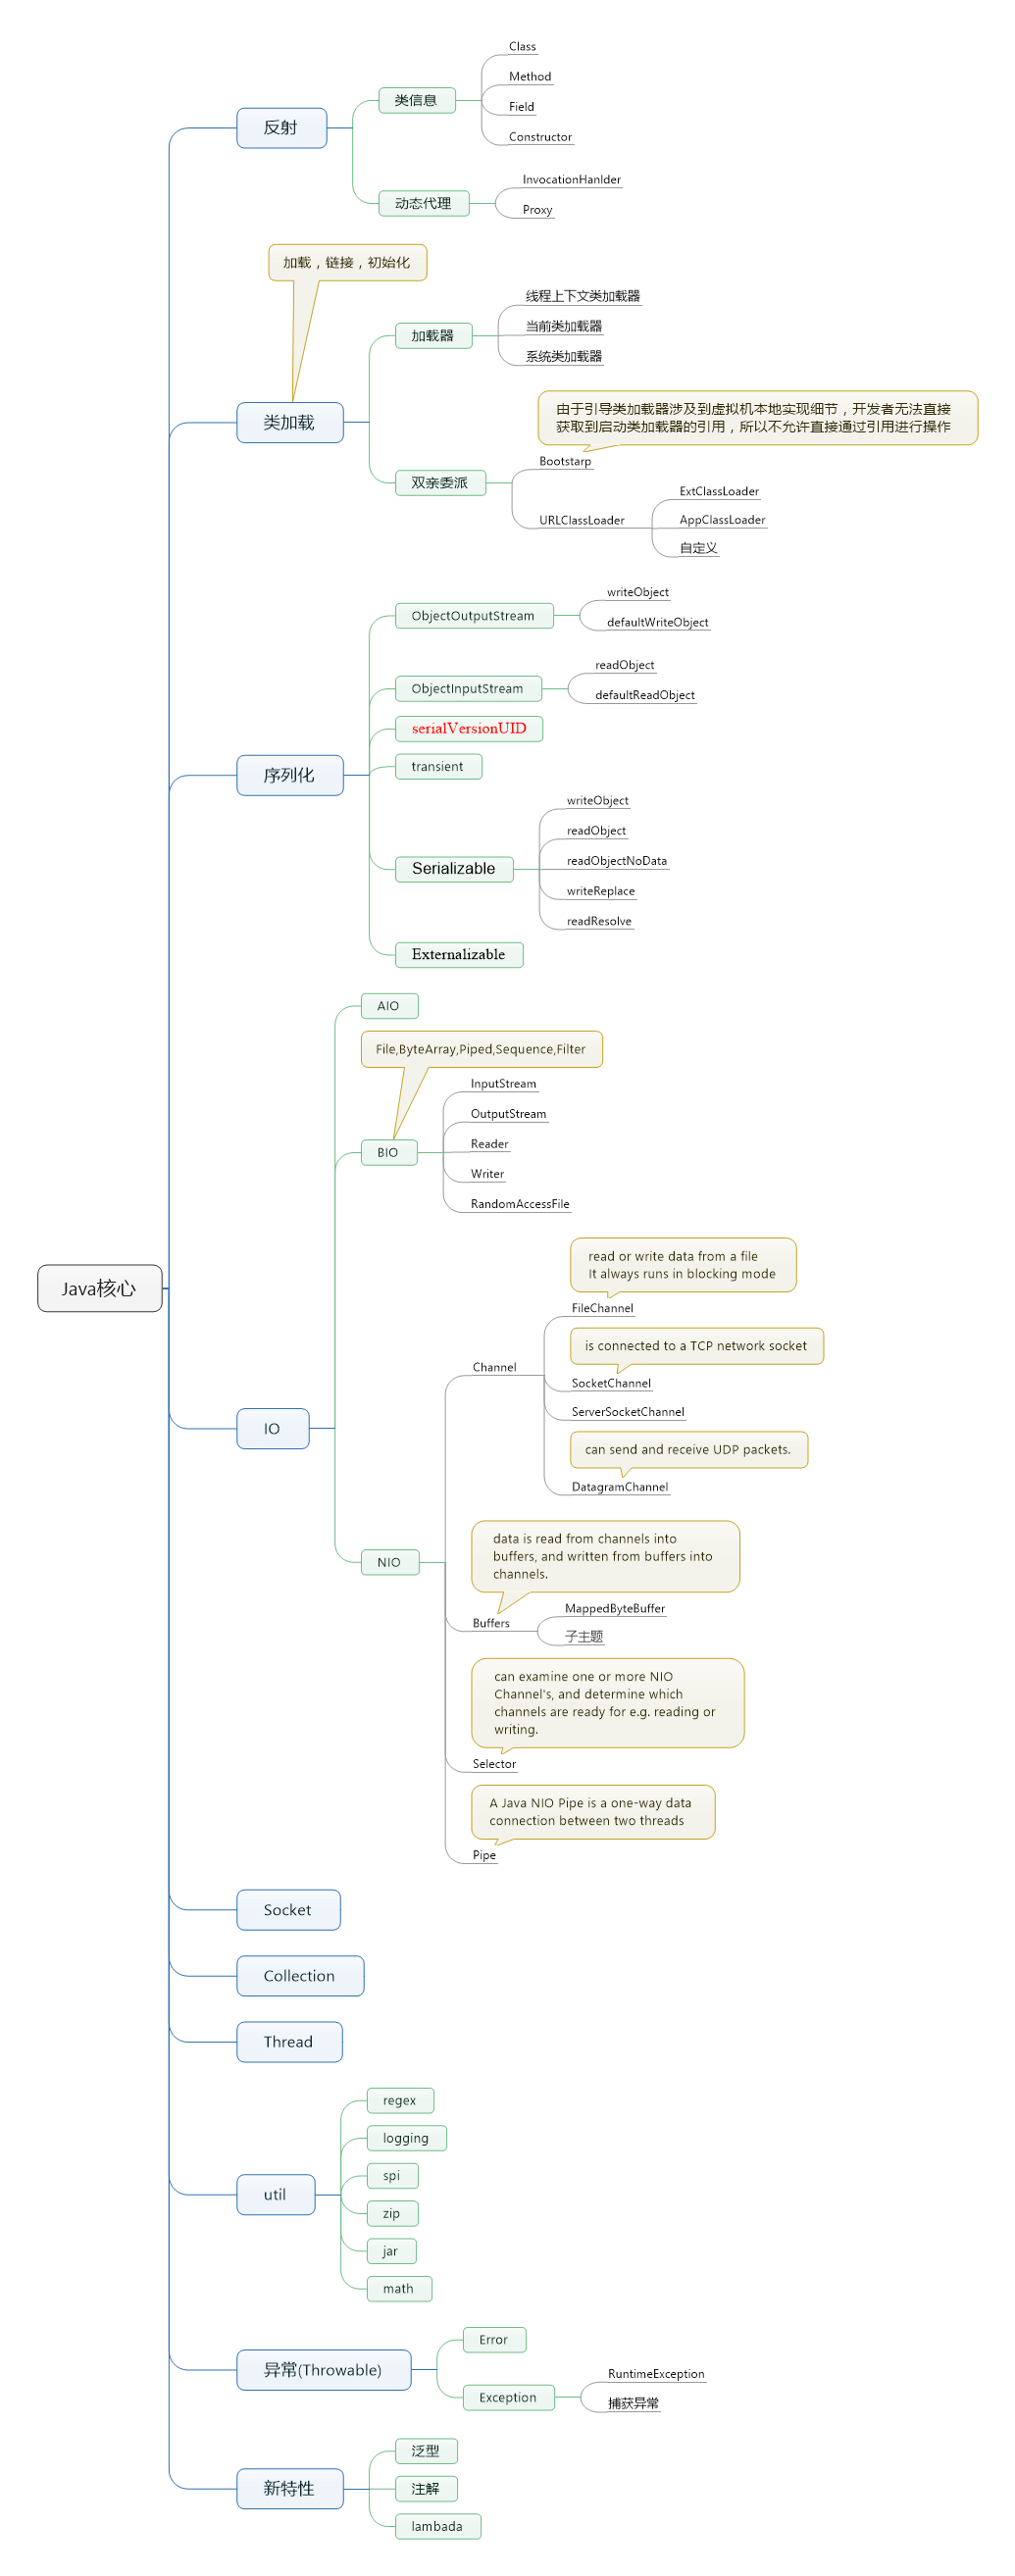 Java核心
反射
类信息
Class
Method
Field
Constructor
动态代理
InvocationHanlder
Proxy
加载，链接，初始化
类加载
加载器
线程上下文类加载器
当前类加载器
系统类加载器
双亲委派
由于引导类加载器涉及到虚拟机本地实现细节，开发者无法直接
获取到启动类加载器的引用，所以不允许直接通过引用进行操作
Bootstarp
URLClassLoader
ExtClassLoader
AppClassLoader
自定义
序列化
ObjectOutputStream
writeObject
defaultWriteObject
ObjectInputStream
readObject
defaultReadObject
serialVersionUID
transient
Serializable
writeObject
readObject
readObjectNoData
writeReplace
readResolve
Externalizable
IO
AIO
File,ByteArray,Piped,Sequence,Filter
BIO
InputStream
OutputStream
Reader
Writer
RandomAccessFile
NIO
Channel
read or write data from a file
It always runs in blocking mode
FileChannel
is connected to a TCP network socket
SocketChannel
ServerSocketChannel
can send and receive UDP packets.
DatagramChannel
data is read from channels into
buffers, and written from buffers into
channels.
Buffers
MappedByteBuffer
子主题
can examine one or more NIO
Channel's, and determine which
channels are ready for e.g. reading or
writing.
Selector
A Java NIO Pipe is a one-way data
connection between two threads
Pipe
Socket
Collection
Thread
util
regex
logging
spi
zip
jar
math
异常(Throwable)
Error
Exception
RuntimeException
捕获异常
新特性
泛型
注解
lambada